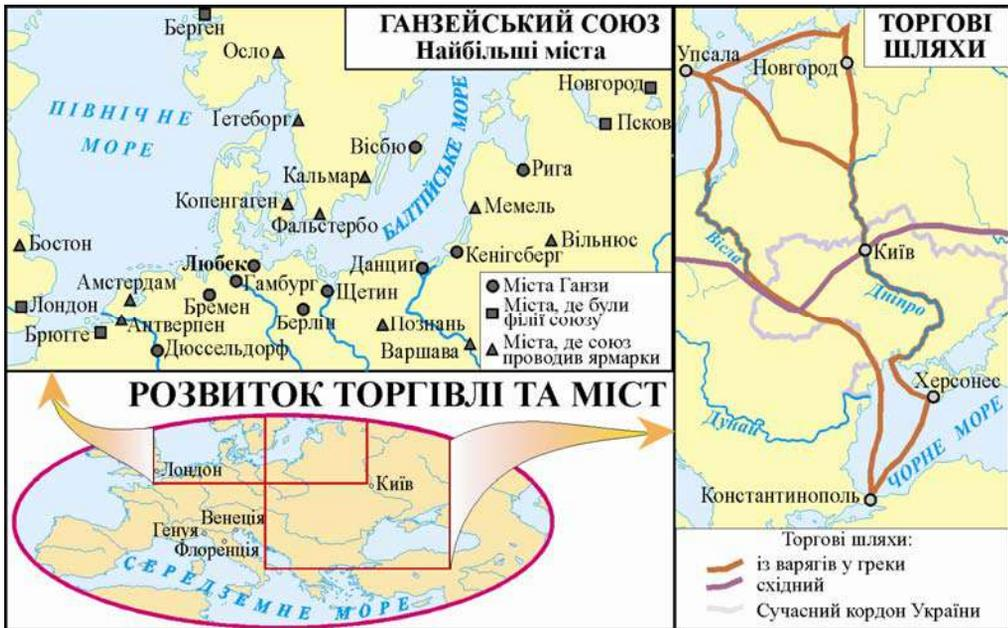 ГАНЗЕЙСЬКИЙ СОЮЗ
Найбільші міста
Берген
Осло
Новгород
Псков
ПІВНІЧНЕ
МОРЕ
Ґетеборг
Вісбю
БАЛТІЙСЬКЕ МОРЕ
Рига
Кальмар
Копенгаген
Фальстербо
Мемель
Бостон
Вільнюс
Любек
Данциг
Кенігсберг
Амстердам
Гамбург
Щетин
Лондон
Бремен
Берлін
Познань
Брюгге
Антверпен
Варшава
Дюссельдорф
Міста Ганзи
Міста, де були
філії союзу
Міста, де союз
проводив ярмарки
РОЗВИТОК ТОРГІВЛІ ТА МІСТ
Лондон
Київ
Венеція
Генуя
Флоренція
СЕРЕДЗЕМНЕ МОРЕ
ТОРГОВІ
ШЛЯХИ
Упсала
Новгород
Вісла
Київ
Дніпро
Херсонес
Дунай
ЧОРНЕ МОРЕ
Константинополь
Торгові шляхи:
із варягів у греки
східний
Сучасний кордон України